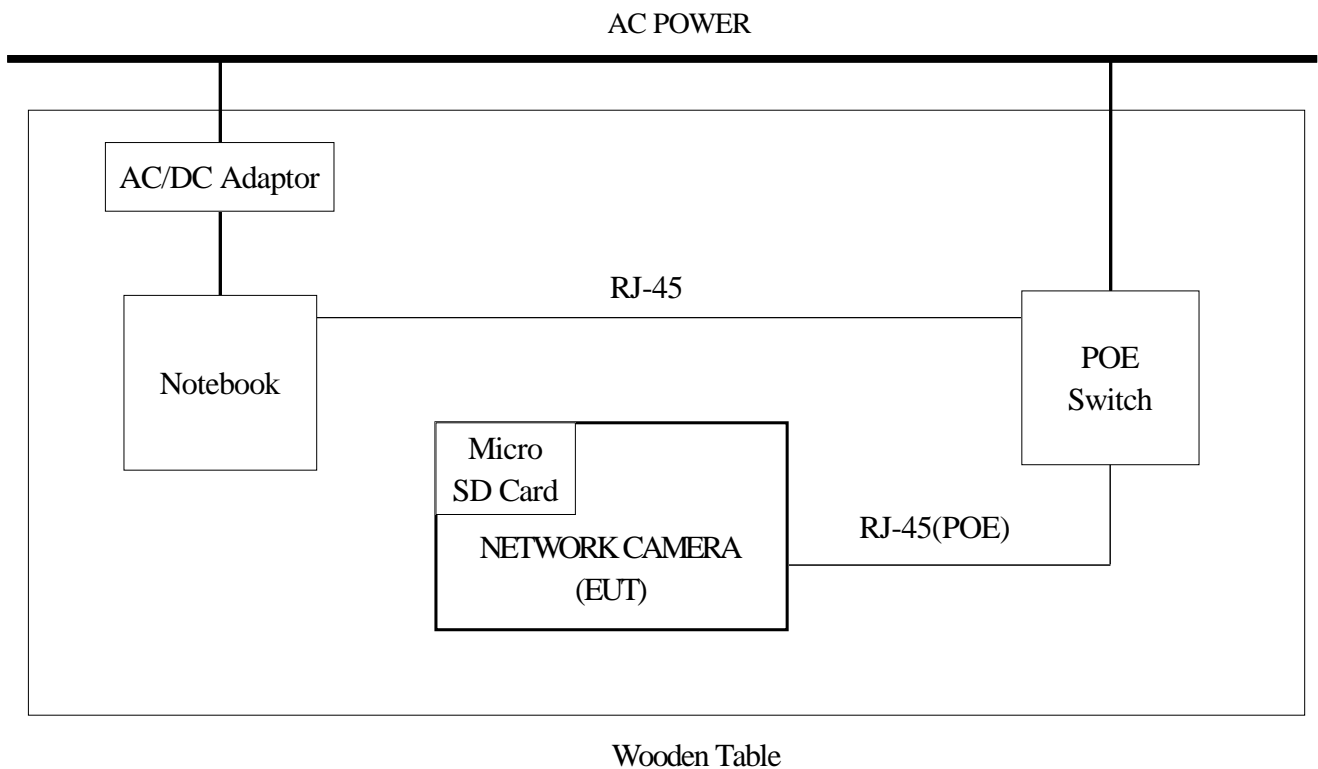 AC POWER
AC/DC Adaptor
RJ-45
Notebook
POE
Switch
Micro
SD Card
NETWORK CAMERA
(EUT)
RJ-45(POE)
Wooden Table